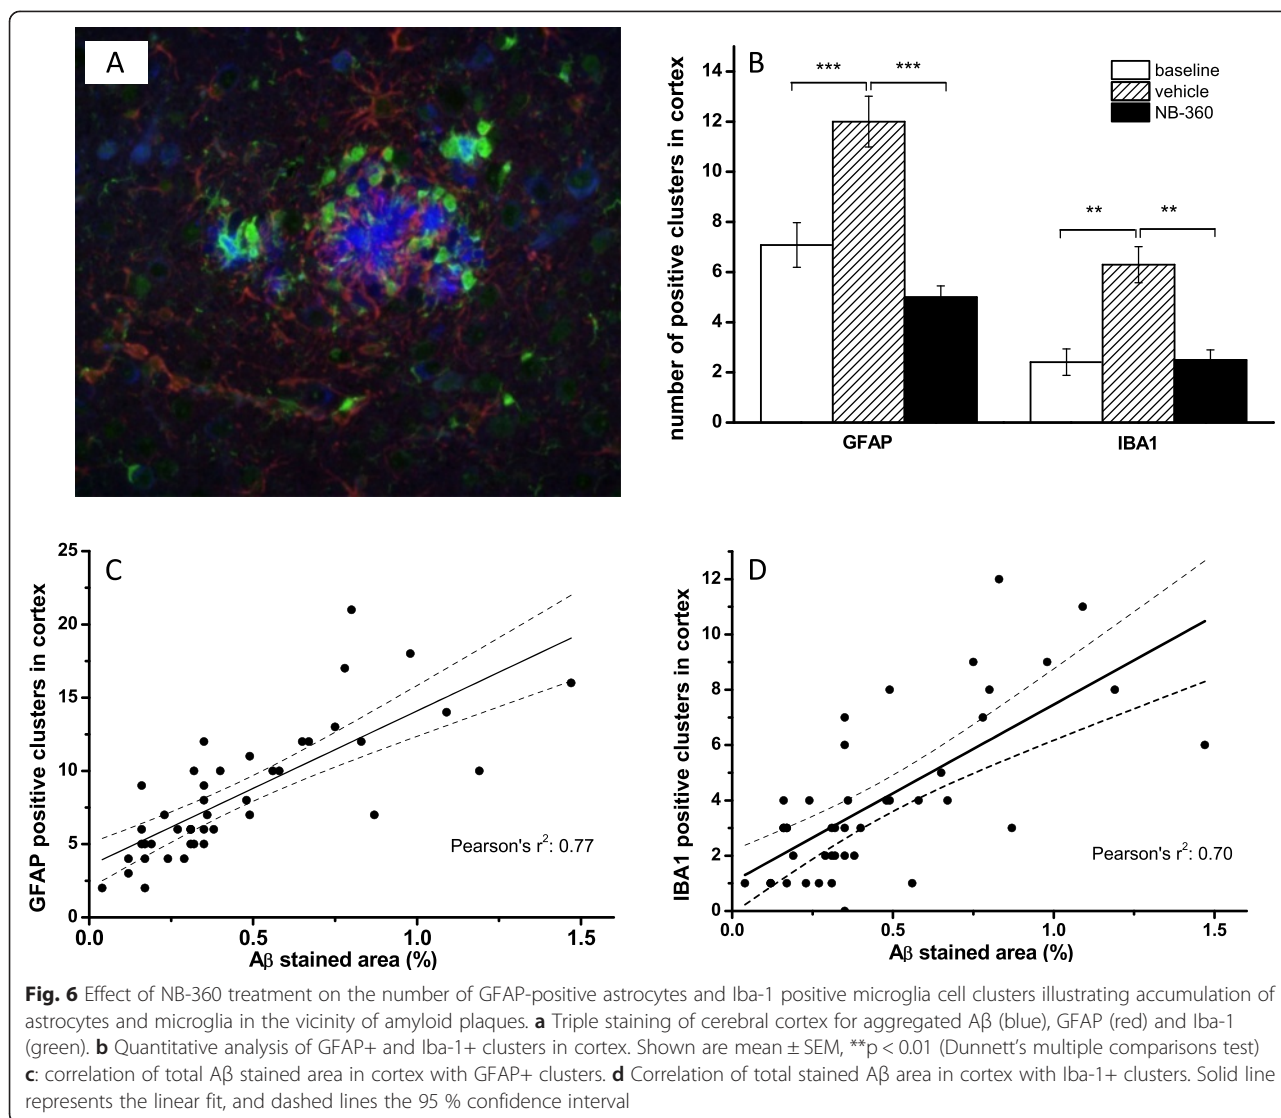 A
B
number of positive clusters in cortex
14
12
10
8
6
4
2
0
*** ***
** **
baseline
vehicle
NB-360
GFAP IBA1
C
GFAP positive clusters in cortex
25
20
15
10
5
0
Pearson's r²: 0.77
0.0 0.5 1.0 1.5
Aβ stained area (%)
D
IBA1 positive clusters in cortex
12
10
8
6
4
2
0
Pearson's r²: 0.70
0.0 0.5 1.0 1.5
Aβ stained area (%)
Fig. 6 Effect of NB-360 treatment on the number of GFAP-positive astrocytes and Iba-1 positive microglia cell clusters illustrating accumulation of
astrocytes and microglia in the vicinity of amyloid plaques. a Triple staining of cerebral cortex for aggregated Aβ (blue), GFAP (red) and Iba-1
(green). b Quantitative analysis of GFAP+ and Iba-1+ clusters in cortex. Shown are mean ± SEM, **p < 0.01 (Dunnett's multiple comparisons test)
c: correlation of total Aβ stained area in cortex with GFAP+ clusters. d Correlation of total stained Aβ area in cortex with Iba-1+ clusters. Solid line
represents the linear fit, and dashed lines the 95 % confidence interval